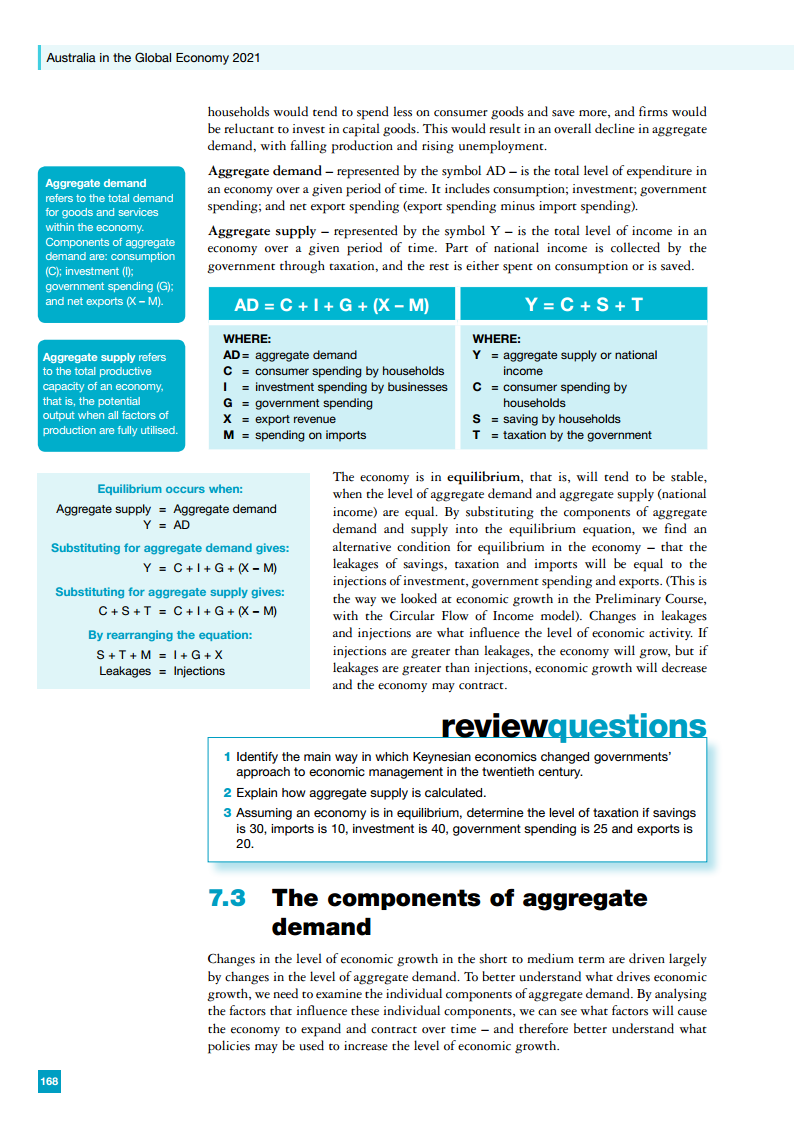 Australia in the Global Economy 2021
households would tend to spend less on consumer goods and save more, and firms would
be reluctant to invest in capital goods. This would result in an overall decline in aggregate
demand, with falling production and rising unemployment.
Aggregate demand – represented by the symbol AD – is the total level of expenditure in
an economy over a given period of time. It includes consumption; investment; government
spending; and net export spending (export spending minus import spending).
Aggregate supply – represented by the symbol Y – is the total level of income in an
economy over a given period of time. Part of national income is collected by the
government through taxation, and the rest is either spent on consumption or is saved.
Aggregate demand
refers to the total demand
for goods and services
within the economy.
Components of aggregate
demand are: consumption
(C); investment (I);
government spending (G);
and net exports (X – M).
Aggregate supply refers
to the total productive
capacity of an economy,
that is, the potential
output when all factors of
production are fully utilised.
AD = C + I + G + (X – M)
WHERE:
AD = aggregate demand
C = consumer spending by households
I = investment spending by businesses
G = government spending
X = export revenue
M = spending on imports
Y = C + S + T
WHERE:
Y = aggregate supply or national
income
C = consumer spending by
households
S = saving by households
T = taxation by the government
Equilibrium occurs when:
Aggregate supply = Aggregate demand
Y = AD
Substituting for aggregate demand gives:
Y = C + I + G + (X – M)
Substituting for aggregate supply gives:
C + S + T = C + I + G + (X – M)
By rearranging the equation:
S + T + M = I + G + X
Leakages = Injections
The economy is in equilibrium, that is, will tend to be stable,
when the level of aggregate demand and aggregate supply (national
income) are equal. By substituting the components of aggregate
demand and supply into the equilibrium equation, we find an
alternative condition for equilibrium in the economy – that the
leakages of savings, taxation and imports will be equal to the
injections of investment, government spending and exports. (This is
the way we looked at economic growth in the Preliminary Course,
with the Circular Flow of Income model). Changes in leakages
and injections are what influence the level of economic activity. If
injections are greater than leakages, the economy will grow, but if
leakages are greater than injections, economic growth will decrease
and the economy may contract.
reviewquestions
1 Identify the main way in which Keynesian economics changed governments’
approach to economic management in the twentieth century.
2 Explain how aggregate supply is calculated.
3 Assuming an economy is in equilibrium, determine the level of taxation if savings
is 30, imports is 10, investment is 40, government spending is 25 and exports is
20.
7.3 The components of aggregate
demand
Changes in the level of economic growth in the short to medium term are driven largely
by changes in the level of aggregate demand. To better understand what drives economic
growth, we need to examine the individual components of aggregate demand. By analysing
the factors that influence these individual components, we can see what factors will cause
the economy to expand and contract over time – and therefore better understand what
policies may be used to increase the level of economic growth.
168